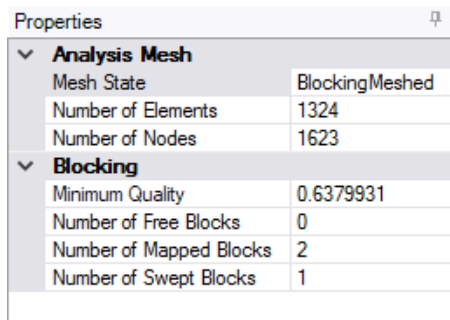 Properties
Analysis Mesh
Mesh State BlockingMeshed
Number of Elements 1324
Number of Nodes 1623
Blocking
Minimum Quality 0.6379931
Number of Free Blocks 0
Number of Mapped Blocks 2
Number of Swept Blocks 1